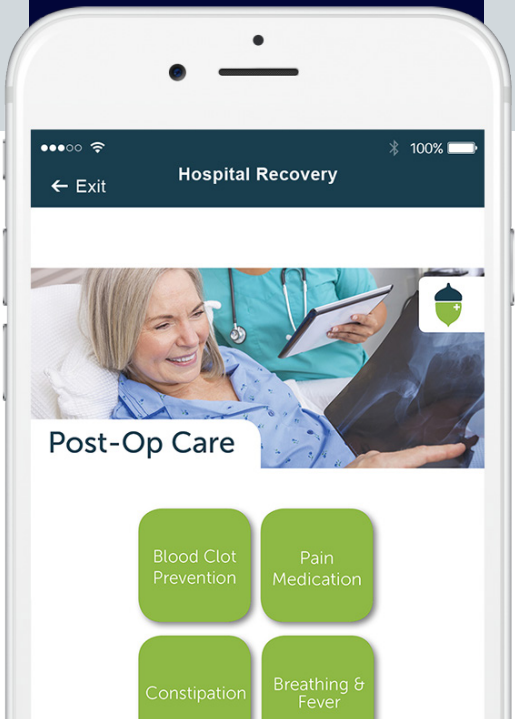 100%
← Exit
Hospital Recovery
Post-Op Care
Blood Clot
Prevention
Pain
Medication
Constipation
Breathing &
Fever